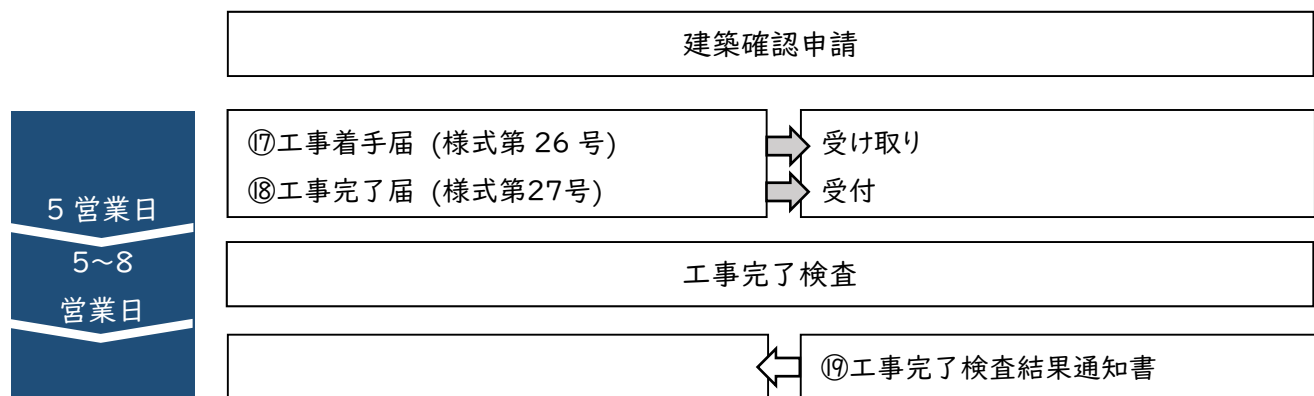 建築確認申請
⑰工事着手届 (様式第 26 号)
受け取り
⑱工事完了届 (様式第27号)
受付
5 営業日
5~8
営業日
工事完了検査
⑲工事完了検査結果通知書